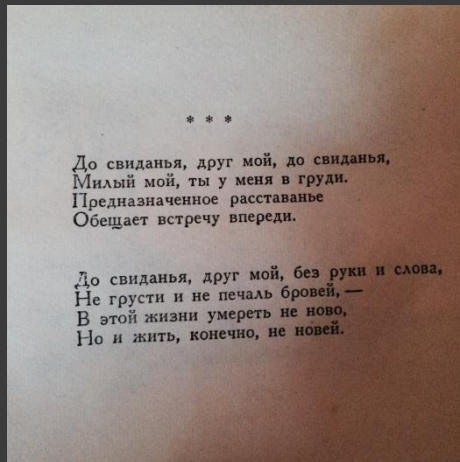 * * *
До свиданья, друг мой, до свиданья,
Милый мой, ты у меня в груди.
Предназначенное расставанье
Обещает встречу впереди.
До свиданья, друг мой, без руки и слова,
Не грусти и не печаль бровей, —
В этой жизни умереть не ново,
Но и жить, конечно, не новей.